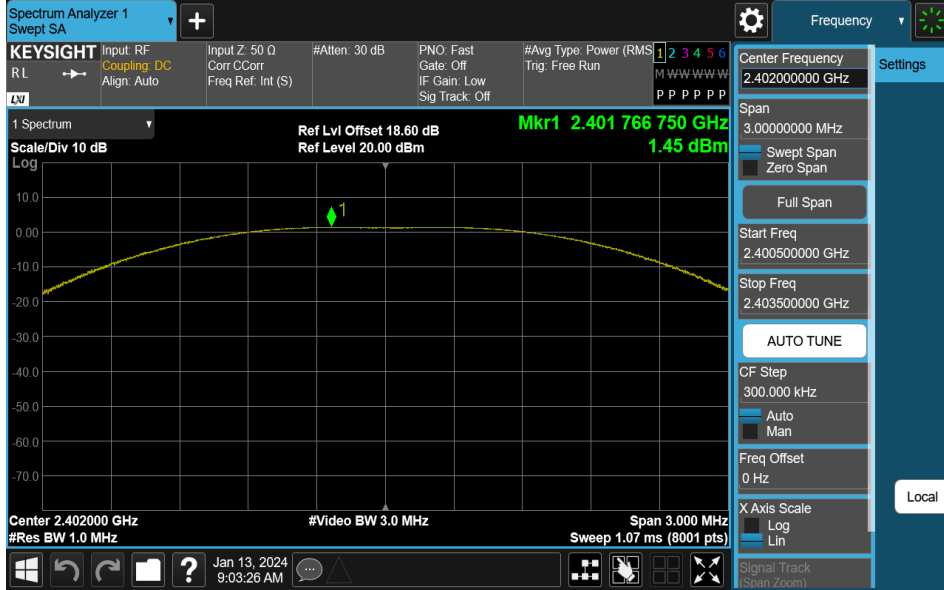 Spectrum Analyzer 1
Swept SA
+
Frequency
KEYSIGHT
RL
LXI
Input: RF
Coupling: DC
Align: Auto
Input Z: 50 Ω
Corr CCorr
Freq Ref: Int (S)
#Atten: 30 dB
PNO: Fast
Gate: Off
IF Gain: Low
Sig Track: Off
#Avg Type: Power (RMS
Trig: Free Run
1 2 3 4 5 6
M W W W W W
P P P P P P
1 Spectrum
Scale/Div 10 dB
Log
Ref Lvl Offset 18.60 dB
Ref Level 20.00 dBm
Mkr1 2.401 766 750 GHz
1.45 dBm
1
10.0
0.00
-10.0
-20.0
-30.0
-40.0
-50.0
-60.0
-70.0
Center 2.402000 GHz
#Res BW 1.0 MHz
#Video BW 3.0 MHz
Span 3.000 MHz
Sweep 1.07 ms (8001 pts)
?
Jan 13, 2024
9:03:26 AM
Center Frequency
2.402000000 GHz
Span
3.00000000 MHz
Swept Span
Zero Span
Full Span
Start Freq
2.400500000 GHz
Stop Freq
2.403500000 GHz
AUTO TUNE
CF Step
300.000 kHz
Auto
Man
Freq Offset
0 Hz
X Axis Scale
Log
Lin
Signal Track
(Span Zoom)
Settings
Local